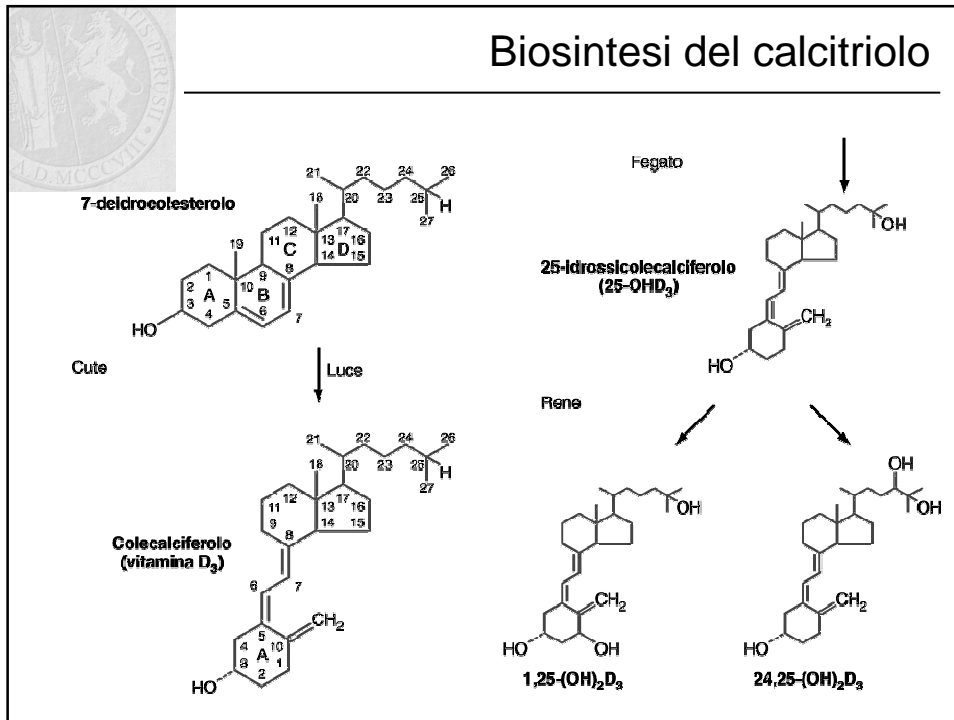 Biosintesi del calcitriolo
7-deidrocolesterolo
21 22 24 26
18 20 23 25 H
27
12 17
11 C 13 D 16
19 14 15
1 9 8
2 10 B
A
3 5 6 7
4
HO
Cute
Luce
21 22 24 26
18 20 23 25 H
27
12 17
11 13 16
9 14 15
8
Colecalciferolo
(vitamina D₃)
6 7
CH₂
5
4 10
A
3 1
2
HO
Fegato
OH
25-idrossicolecalciferolo
(25-OHD₃)
CH₂
HO
Rene
OH
CH₂
HO OH
1,25-(OH)₂D₃
OH
OH
CH₂
HO
24,25-(OH)₂D₃
A.D. MCCCVIII